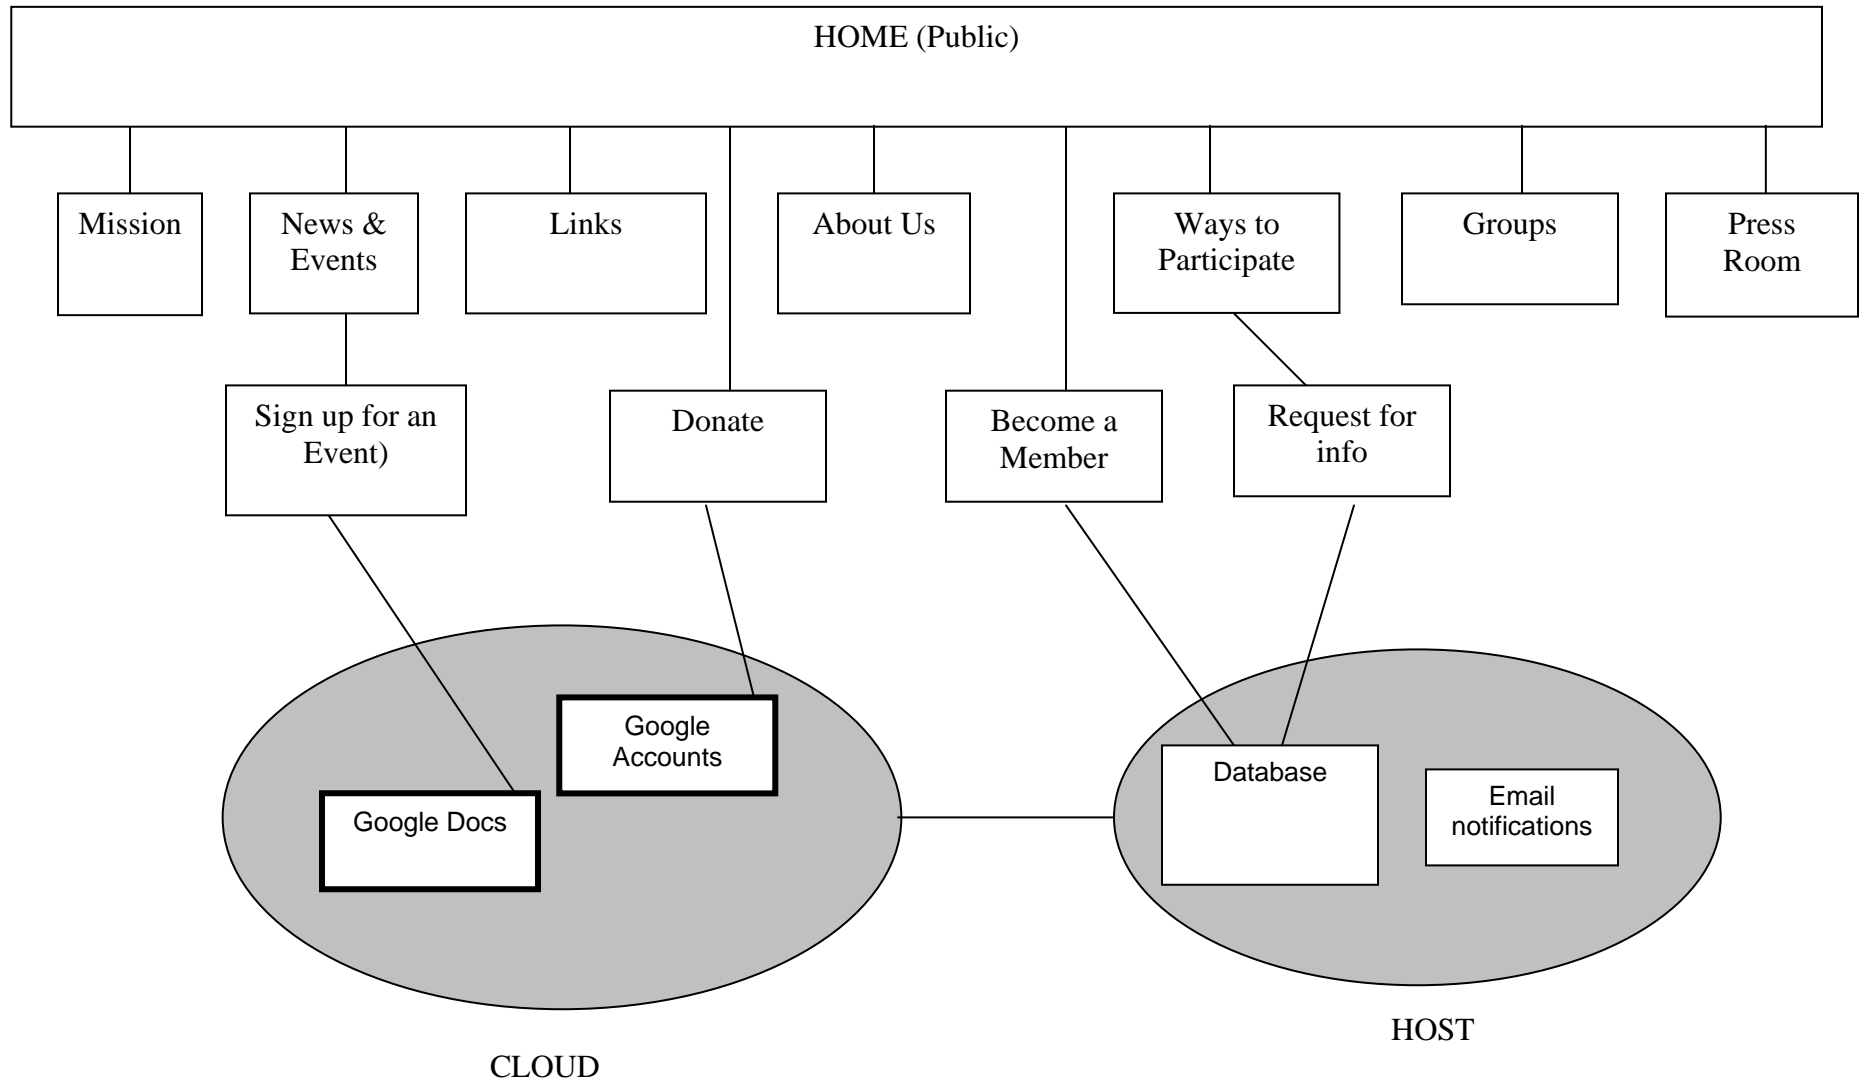 HOME (Public)
Mission
News &
Events
Links
About Us
Ways to
Participate
Groups
Press
Room
Sign up for an
Event)
Donate
Become a
Member
Request for
info
Google
Accounts
Google Docs
Database
Email
notifications
HOST
CLOUD